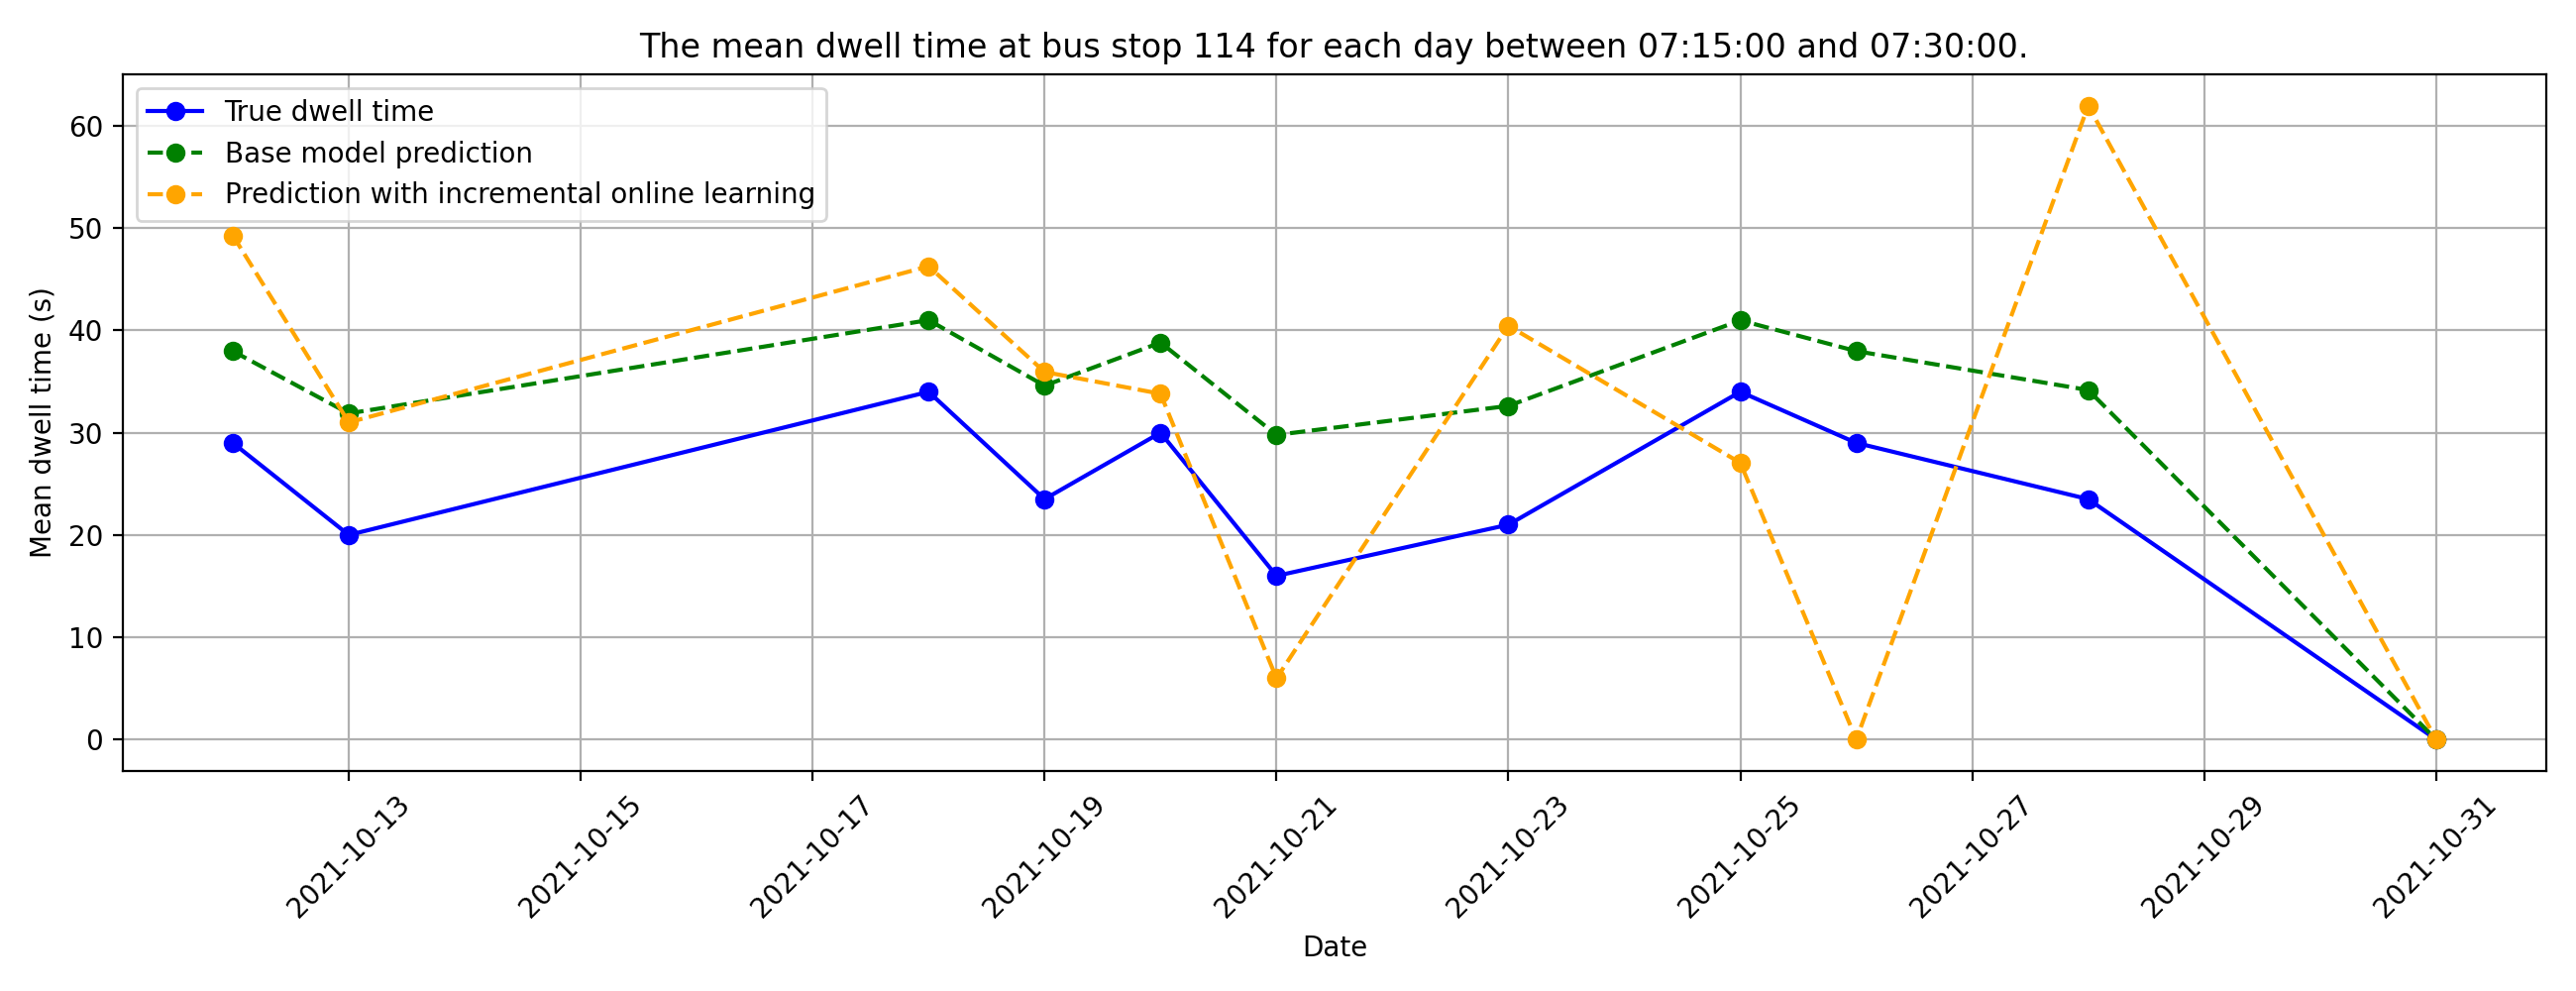 The mean dwell time at bus stop 114 for each day between 07:15:00 and 07:30:00.
True dwell time
Base model prediction
Prediction with incremental online learning
Mean dwell time (s)
60
50
40
30
20
10
0
2021-10-13
2021-10-15
2021-10-17
2021-10-19
2021-10-21
2021-10-23
2021-10-25
2021-10-27
2021-10-29
2021-10-31
Date